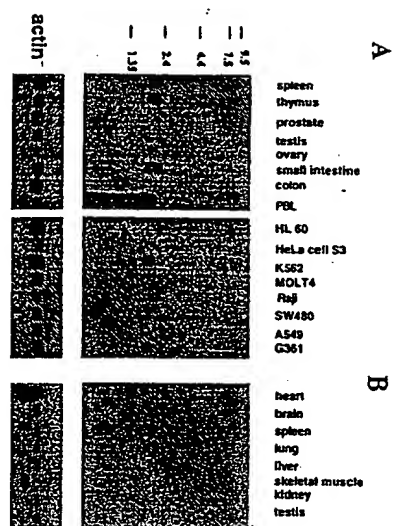 A
spleen
thymus
prostate
testis
ovary
small intestine
colon
PBL
HL 60
HeLa cell S3
K562
MOLT4
Raji
SW480
A549
G361
B
heart
brain
spleen
lung
liver
skeletal muscle
kidney
testis
9.5
7.5
4.4
2.4
1.35
actin